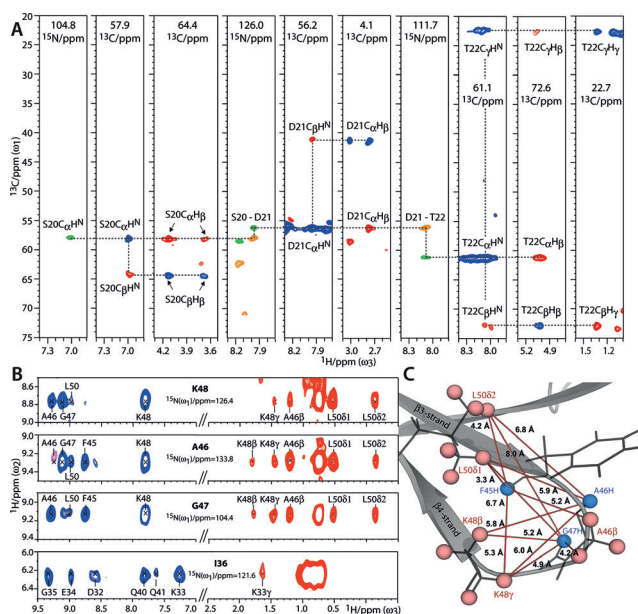 A
104.8 57.9 64.4 126.0 56.2 4.1 111.7
15N/ppm 13C/ppm 13C/ppm 15N/ppm 13C/ppm 13C/ppm 15N/ppm
T22CγHN T22CγHβ T22CγHγ
61.1 72.6 22.7
13C/ppm 13C/ppm 13C/ppm
D21CβHN D21CαHβ
S20CαHN S20CαHN S20CαHβ S20 - D21 D21CαHN D21CαHβ D21 - T22
S20CβHN S20CβHβ T22CαHN T22CαHβ
T22CβHN T22CβHβ T22CβHγ
13C/ppm (ω1)
20
25
30
35
40
45
50
55
60
65
70
75
7.3 7.0 7.3 7.0 4.2 3.9 3.6 8.2 7.9 8.2 7.9 3.0 2.7 8.3 8.0 8.5 8.0 5.2 4.9 1.5 1.2
1H/ppm (ω3)
B
L50 K48
8.6
8.8
9.0
A46 G47 K48 15N(ω1)/ppm=126.4 K48γ A46β L50δ1 L50δ2
A46 G47 F45 K48 A46 K48β K48γ A46β L50δ1 L50δ2
9.0
9.2
9.4
L50 15N(ω1)/ppm=133.8
G47
9.0
9.2
9.4
15N(ω1)/ppm=104.4
A46 L50 F45 K48 K48β K48γ A46β L50δ1 L50δ2
I36
6.0
6.2
6.4
15N(ω1)/ppm=121.6
G35 E34 D32 Q40 Q41 K33 K33γ
1H/ppm (ω2)
9.5 9.0 8.5 8.0 7.5 2.5 2.0 1.5 1.0 0.5
1H/ppm (ω3)
C
L50δ2
β3-strand
4.2 Å
6.8 Å
8.0 Å
L50δ1
3.3 Å
F45H
5.9 Å
A46H
6.7 Å
5.2 Å
β4-strand
K48β
5.8 Å
5.2 Å
G47H
A46β
5.3 Å
6.0 Å
4.2 Å
4.9 Å
K48γ